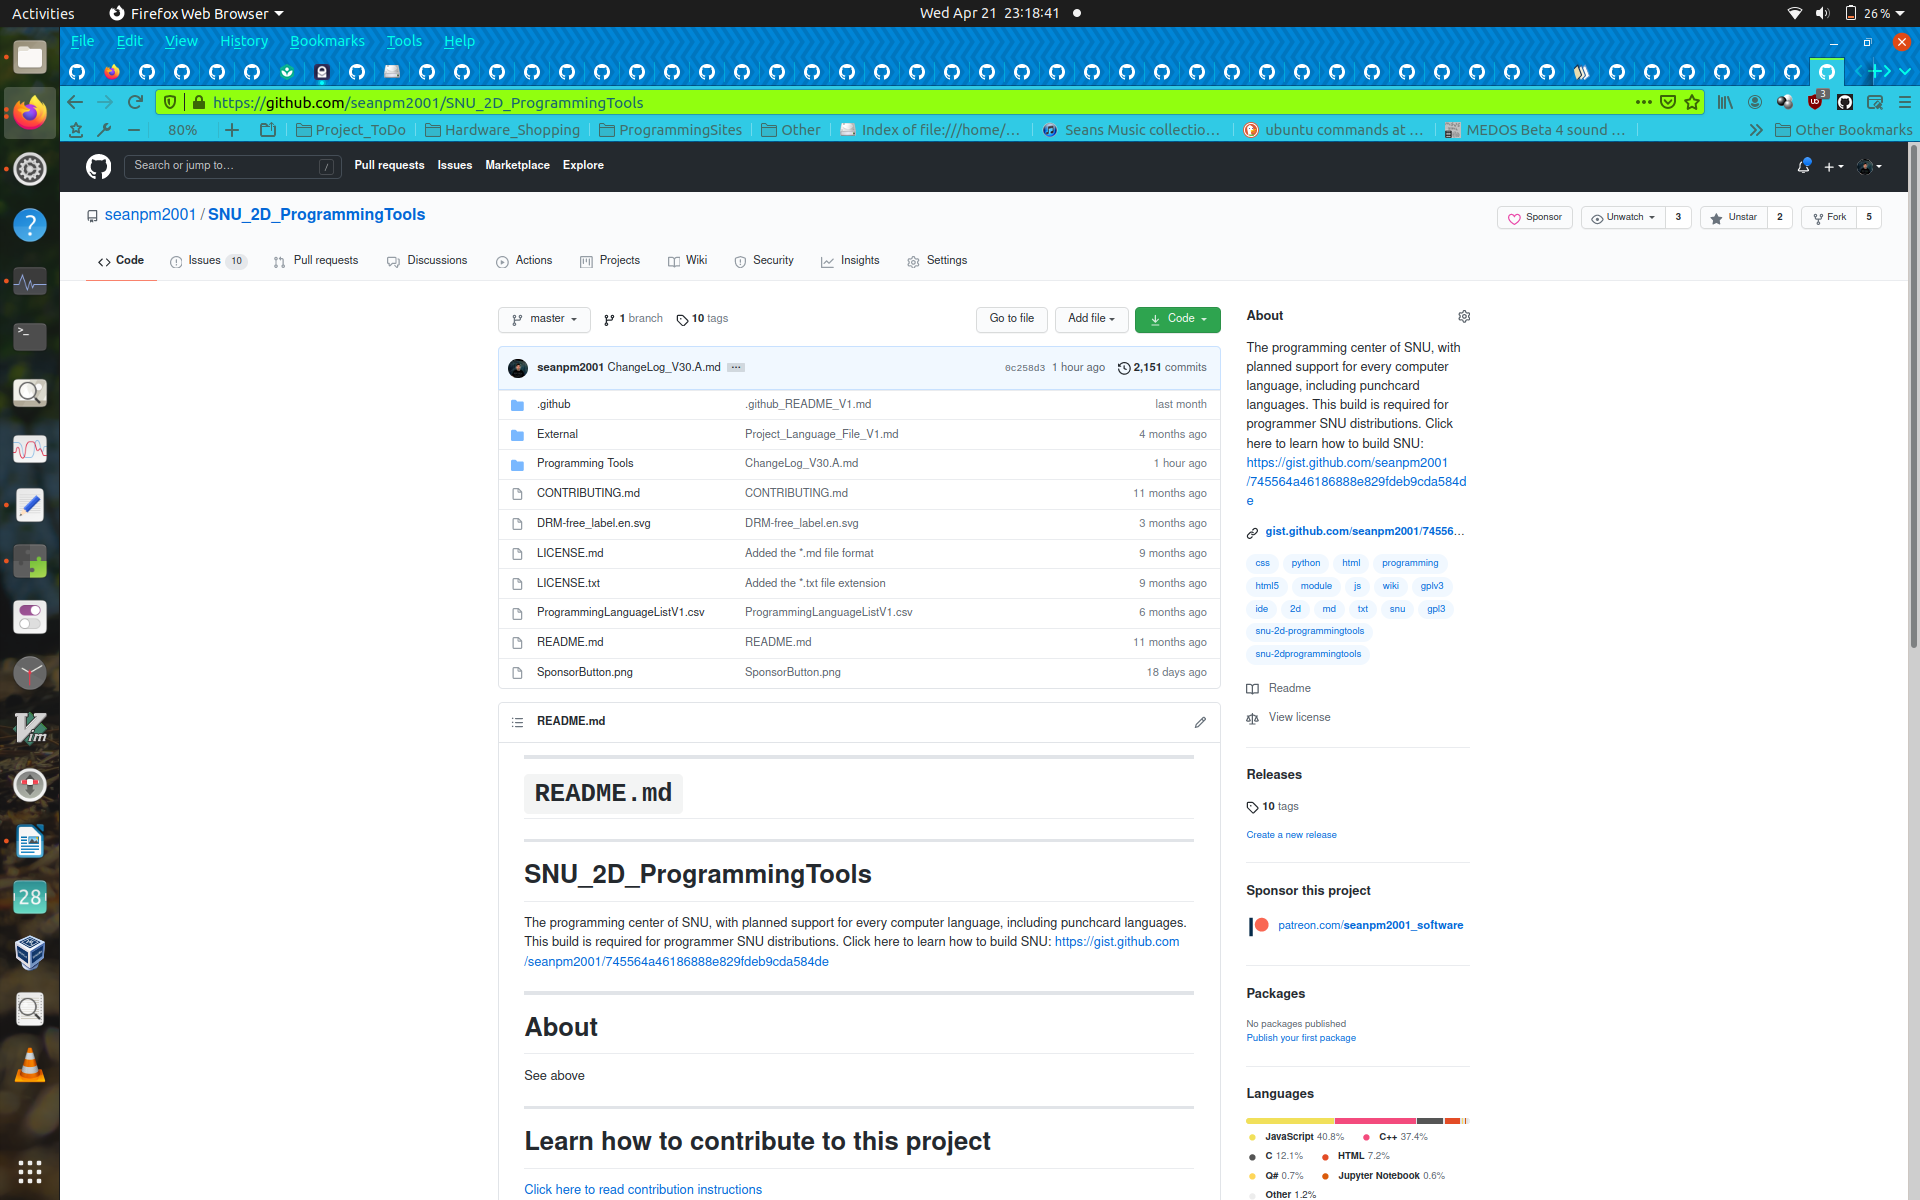 Activities Firefox Web Browser Wed Apr 21 23:18:41 26%
File Edit View History Bookmarks Tools Help
https://github.com/seanpm2001/SNU_2D_ProgrammingTools 3
80% Project_ToDo Hardware_Shopping ProgrammingSites Other Index of file:///home/... Seans Music collectio... ubuntu commands at ... MEDOS Beta 4 sound ... Other Bookmarks
Search or jump to... / Pull requests Issues Marketplace Explore
seanpm2001 / SNU_2D_ProgrammingTools
Sponsor Unwatch 3 Unstar 2 Fork 5
Code Issues 10 Pull requests Discussions Actions Projects Wiki Security Insights Settings
master 1 branch 10 tags Go to file Add file Code
seanpm2001 ChangeLog_V30.A.md ... 0c258d3 1 hour ago 2,151 commits
.github .github_README_V1.md last month
External Project_Language_File_V1.md 4 months ago
Programming Tools ChangeLog_V30.A.md 1 hour ago
CONTRIBUTING.md CONTRIBUTING.md 11 months ago
DRM-free_label.en.svg DRM-free_label.en.svg 3 months ago
LICENSE.md Added the *.md file format 9 months ago
LICENSE.txt Added the *.txt file extension 9 months ago
ProgrammingLanguageListV1.csv ProgrammingLanguageListV1.csv 6 months ago
README.md README.md 11 months ago
SponsorButton.png SponsorButton.png 18 days ago
README.md
README.md
SNU_2D_ProgrammingTools
The programming center of SNU, with planned support for every computer language, including punchcard languages.
This build is required for programmer SNU distributions. Click here to learn how to build SNU: https://gist.github.com
/seanpm2001/745564a46186888e829fdeb9cda584de
About
See above
Learn how to contribute to this project
Click here to read contribution instructions
About
The programming center of SNU, with
planned support for every computer
language, including punchcard
languages. This build is required for
programmer SNU distributions. Click
here to learn how to build SNU:
https://gist.github.com/seanpm2001
/745564a46186888e829fdeb9cda584d
e
gist.github.com/seanpm2001/74556...
css python html programming
html5 module js wiki gplv3
ide 2d md txt snu gpl3
snu-2d-programmingtools
snu-2dprogrammingtools
Readme
View license
Releases
10 tags
Create a new release
Sponsor this project
patreon.com/seanpm2001_software
Packages
No packages published
Publish your first package
Languages
JavaScript 40.8% C++ 37.4%
C 12.1% HTML 7.2%
Q# 0.7% Jupyter Notebook 0.6%
Other 1.2%
28
Vim